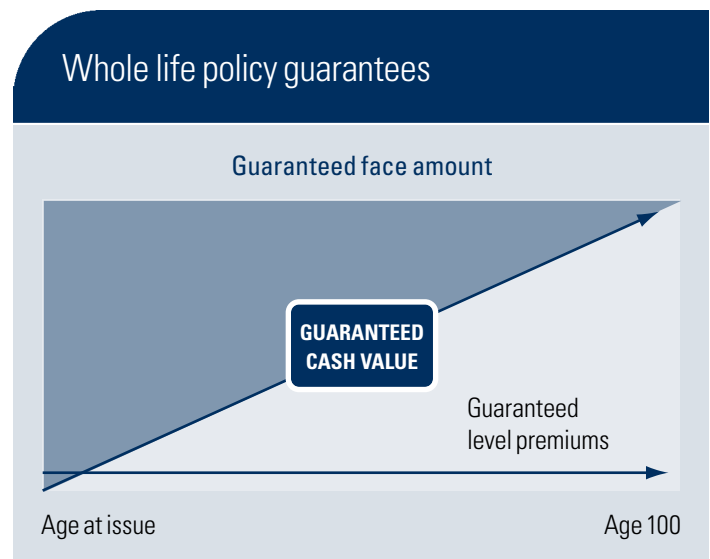 Whole life policy guarantees
Guaranteed face amount
GUARANTEED
CASH VALUE
Guaranteed
level premiums
Age at issue
Age 100